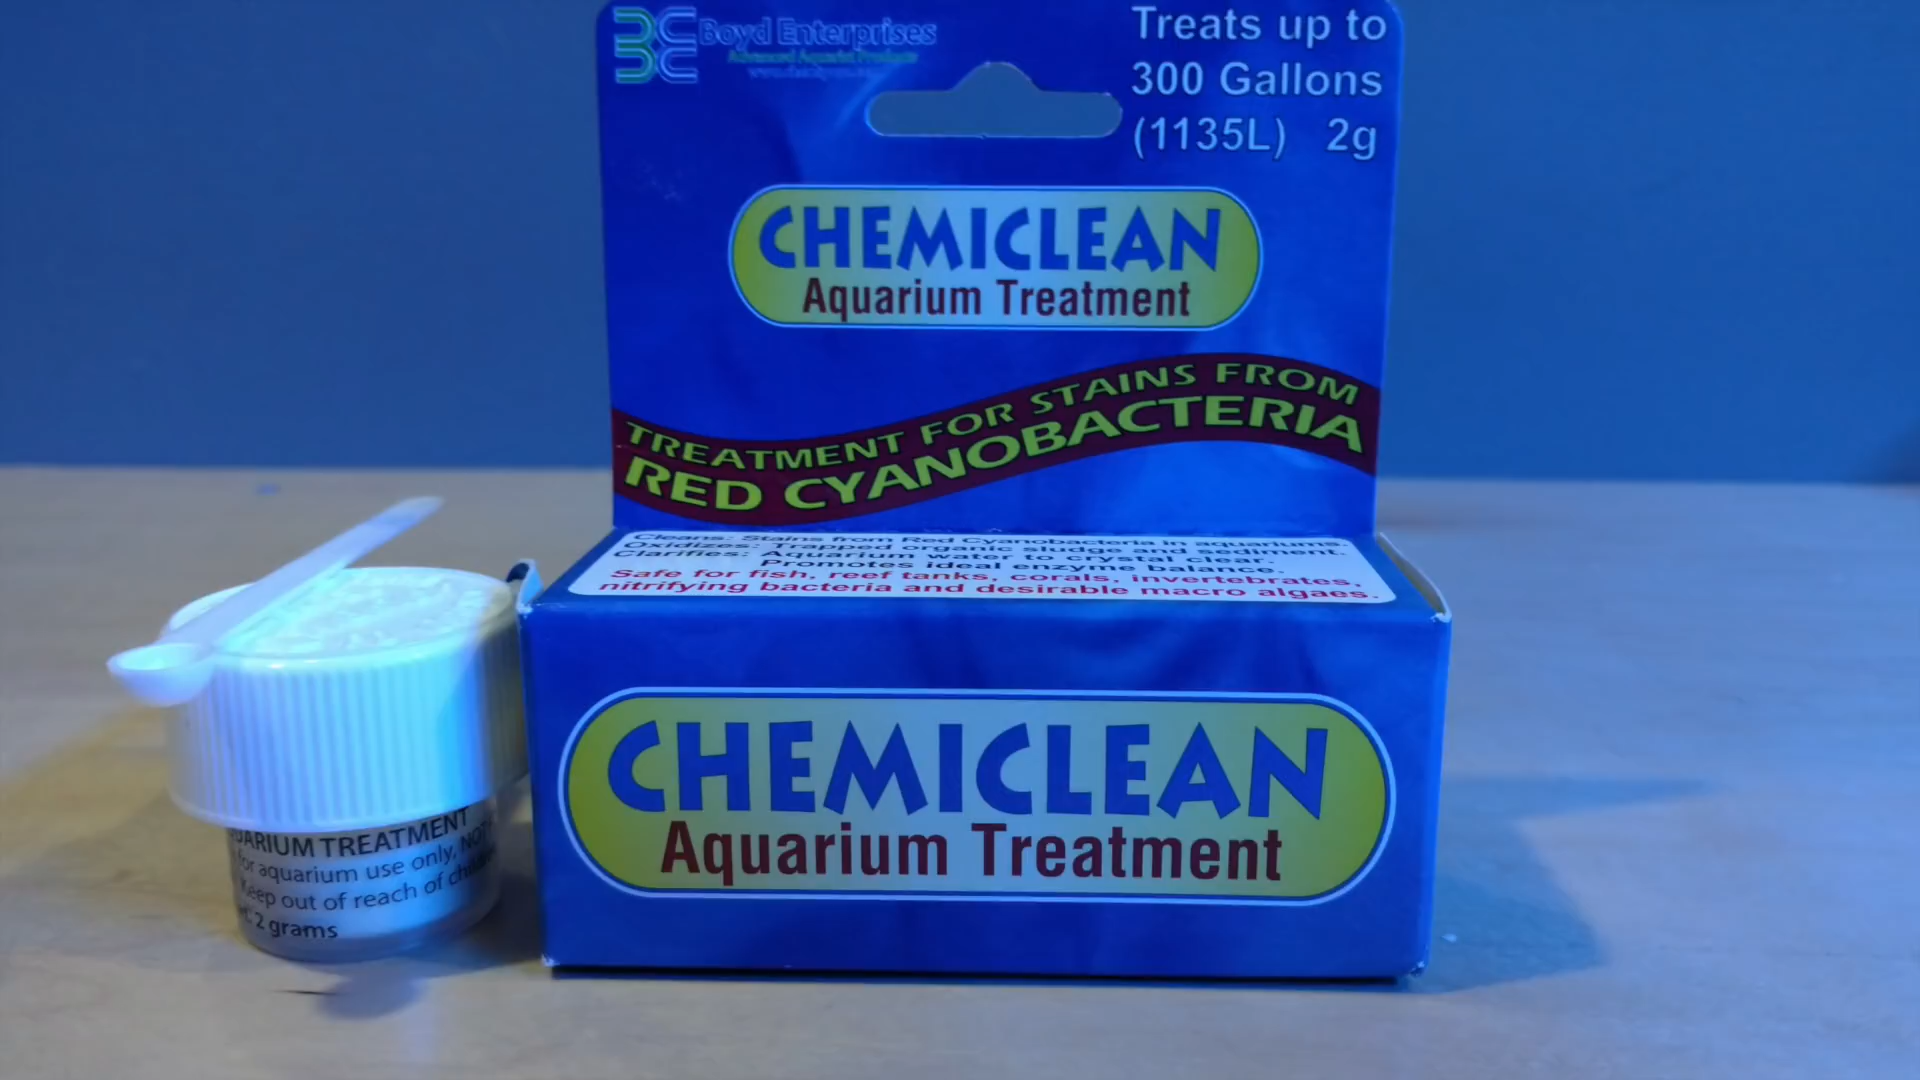 Boyd Enterprises
Advanced Aquarist Products
Treats up to
300 Gallons
(1135L) 2g
CHEMICLEAN
Aquarium Treatment
TREATMENT FOR STAINS FROM
RED CYANOBACTERIA
Cleans: Stains from Red Cyanobacteria in aquariums.
Oxidizes: Trapped organic sludge and sediment.
Clarifies: Aquarium water to crystal clear.
Promotes ideal enzyme balance.
Safe for fish, reef tanks, corals, invertebrates,
nitrifying bacteria and desirable macro algaes.
CHEMICLEAN
Aquarium Treatment
TREATMENT
for aquarium use only, NOT
Keep out of reach of
2 grams